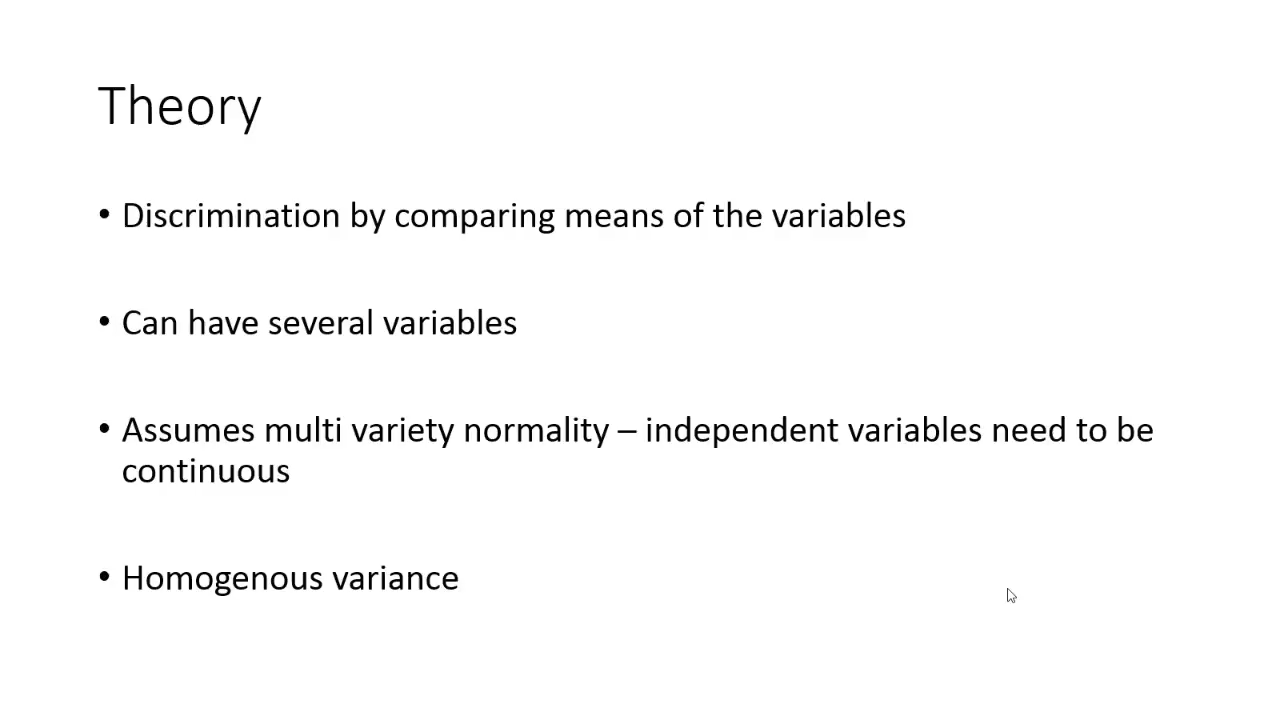 Theory
• Discrimination by comparing means of the variables
• Can have several variables
• Assumes multi variety normality – independent variables need to be
continuous
• Homogenous variance